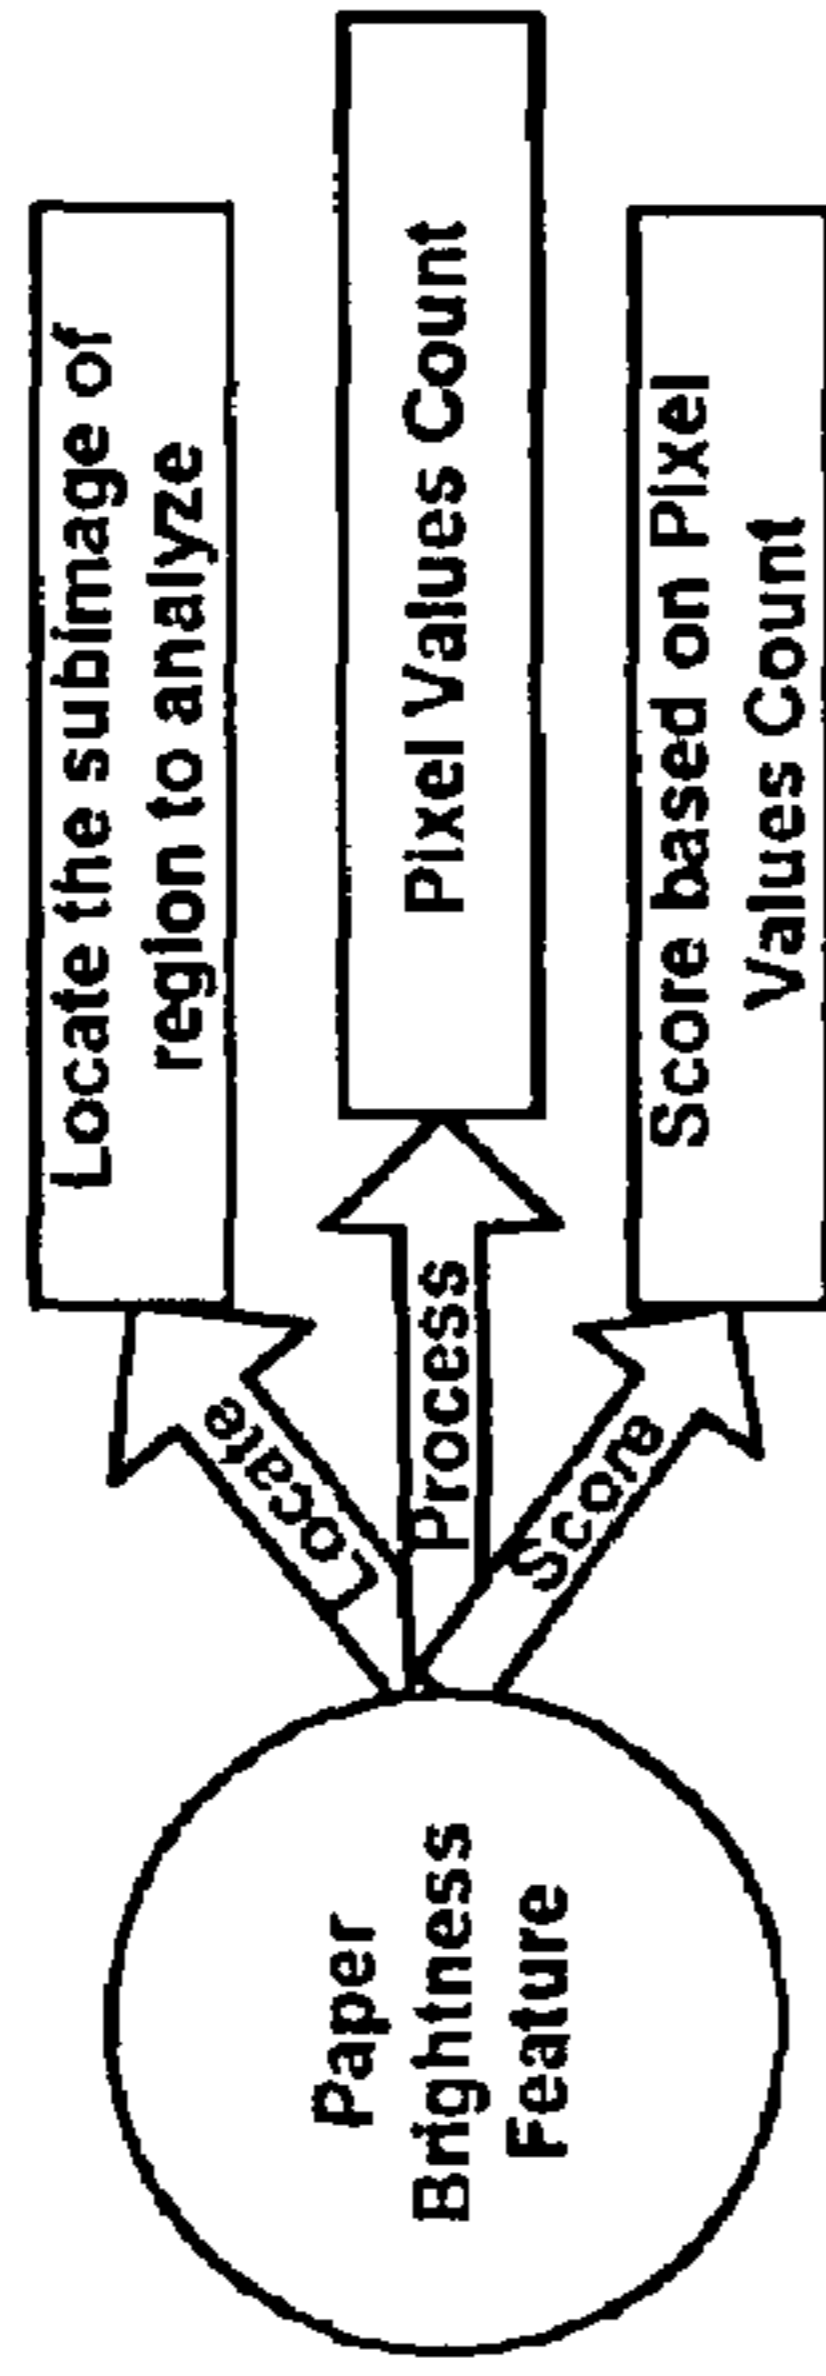 Paper
Brightness
Feature
Locate
Locate the subimage of
region to analyze
Process
Pixel Values Count
Score
Score based on Pixel
Values Count